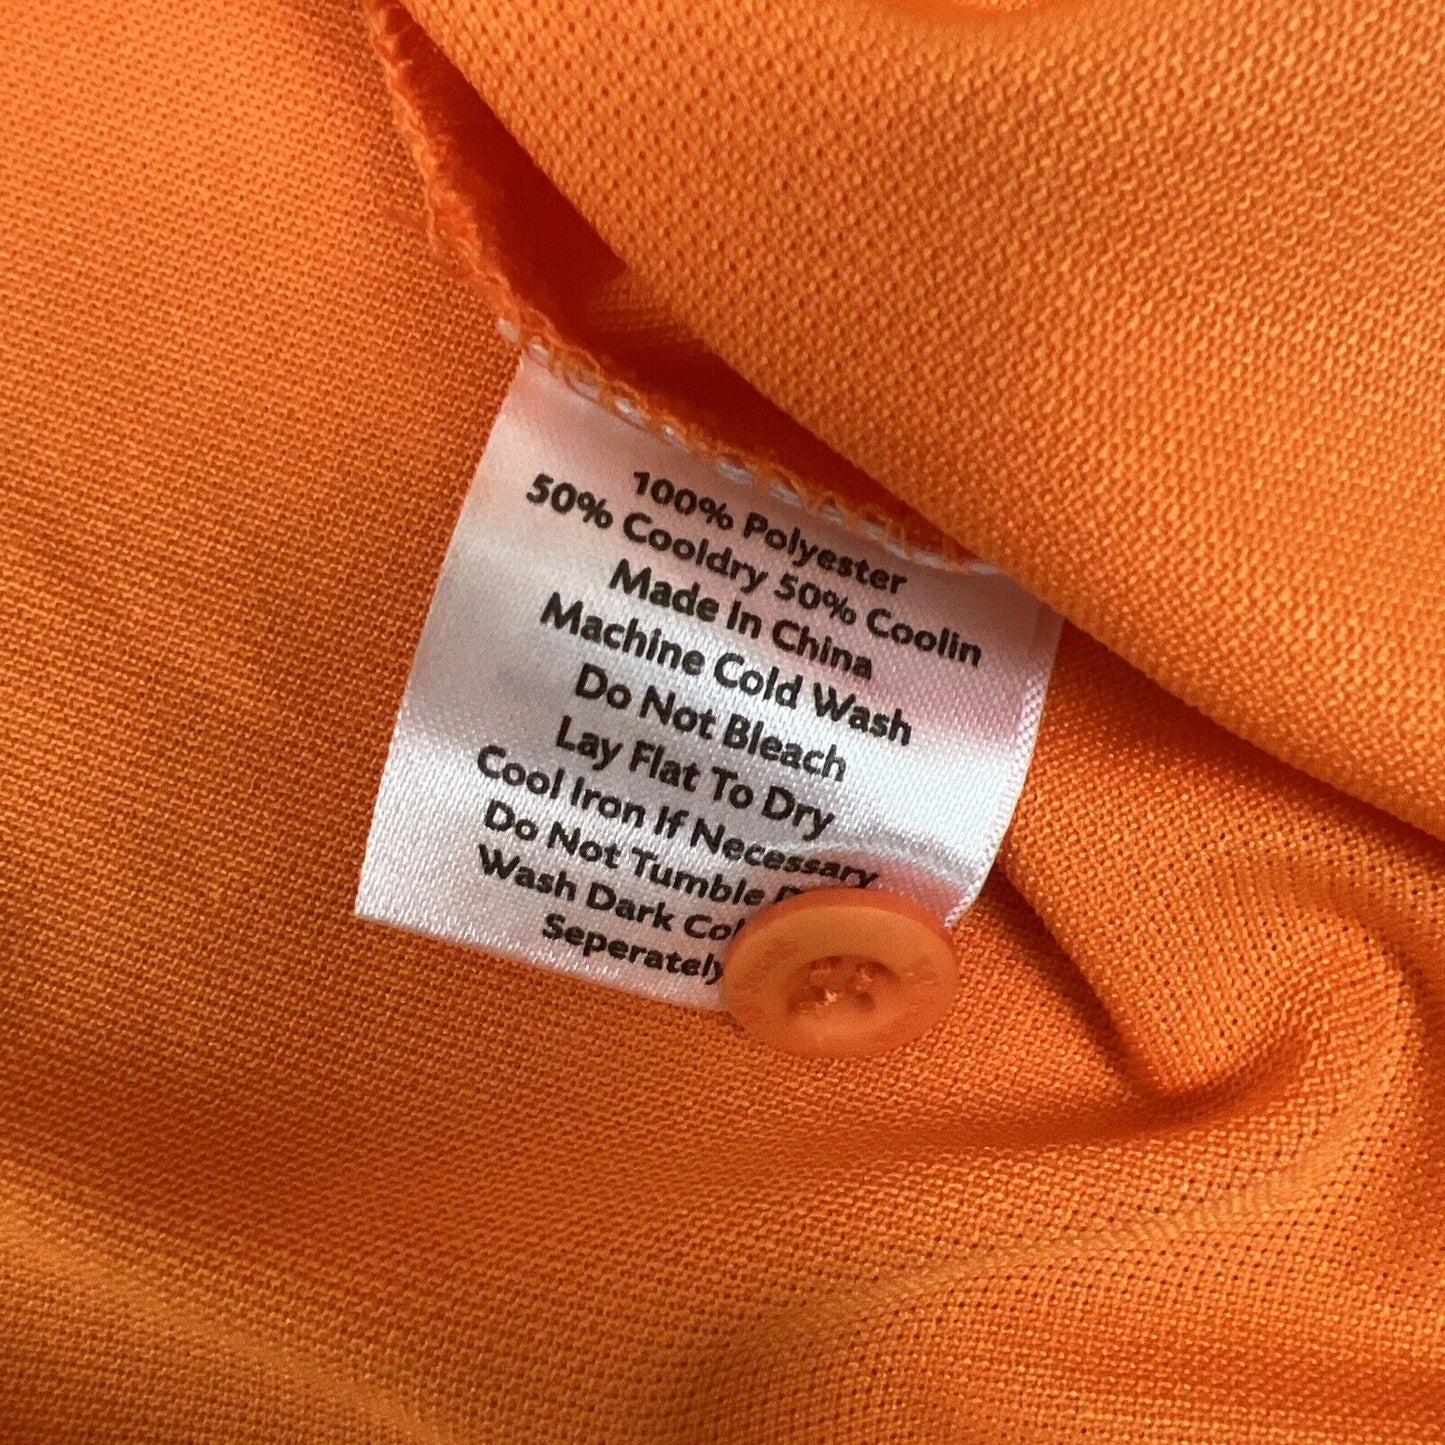 100% Polyester
50% Cooldry 50% Coolin
Made In China
Machine Cold Wash
Do Not Bleach
Lay Flat To Dry
Cool Iron If Necessary
Do Not Tumble
Wash Dark
Seperately